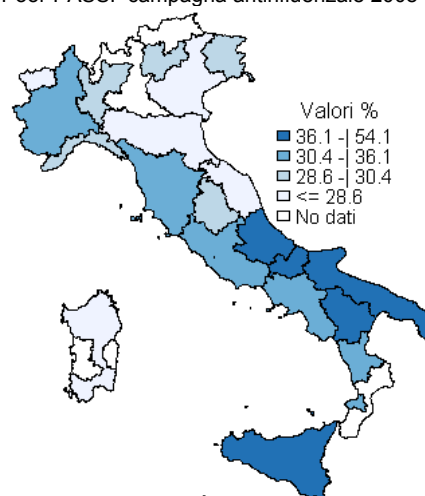 PASSI campagna antinfluenzale
Valori %
36.1 -| 54.1
30.4 -| 36.1
28.6 -| 30.4
<= 28.6
No dati